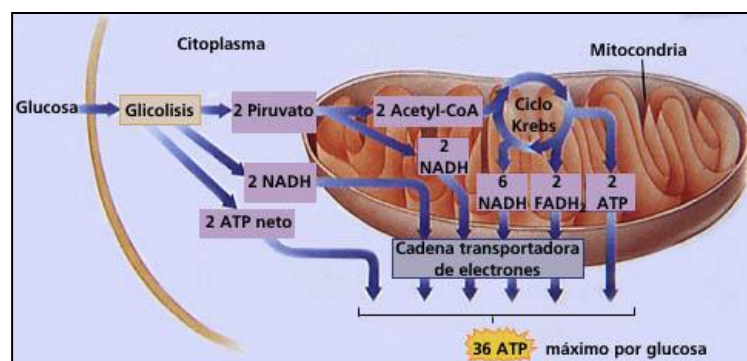 Citoplasma
Mitocondria
Glucosa
Glicolisis
2 Piruvato
2 Acetyl-CoA
Ciclo
Krebs
2
NADH
2 NADH
6
NADH
2
FADH2
2
ATP
2 ATP neto
Cadena transportadora
de electrones
36 ATP máximo por glucosa